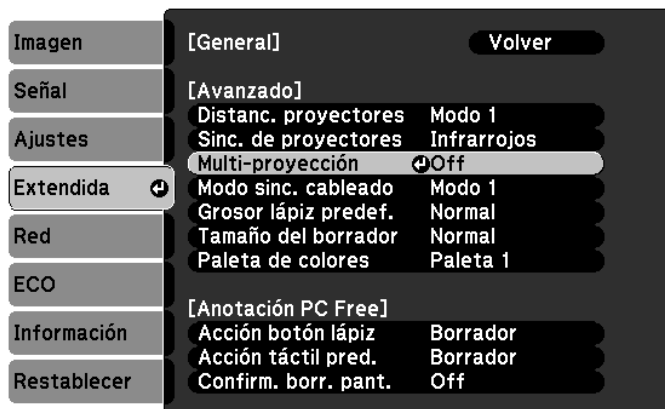 Imagen
Señal
Ajustes
Extendida
Red
ECO
Información
Restablecer
[General] Volver
[Avanzado]
Distanc. proyectores Modo 1
Sinc. de proyectores Infrarrojos
Multi-proyección Off
Modo sinc. cableado Modo 1
Grosor lápiz predef. Normal
Tamaño del borrador Normal
Paleta de colores Paleta 1
[Anotación PC Free]
Acción botón lápiz Borrador
Acción táctil pred. Borrador
Confirm. borr. pant. Off